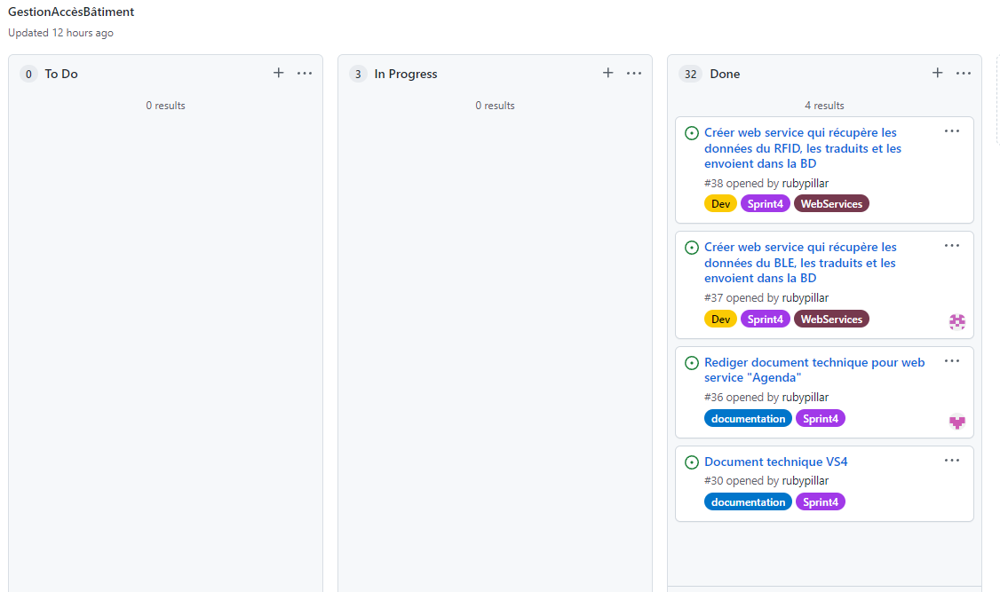 GestionAccèsBâtiment
Updated 12 hours ago
0 To Do
0 results
3 In Progress
0 results
32 Done
4 results
Créer web service qui récupère les
données du RFID, les traduits et les
envoient dans la BD
#38 opened by rubypillar
Dev Sprint4 WebServices
Créer web service qui récupère les
données du BLE, les traduits et les
envoient dans la BD
#37 opened by rubypillar
Dev Sprint4 WebServices
Rediger document technique pour web
service "Agenda"
#36 opened by rubypillar
documentation Sprint4
Document technique VS4
#30 opened by rubypillar
documentation Sprint4